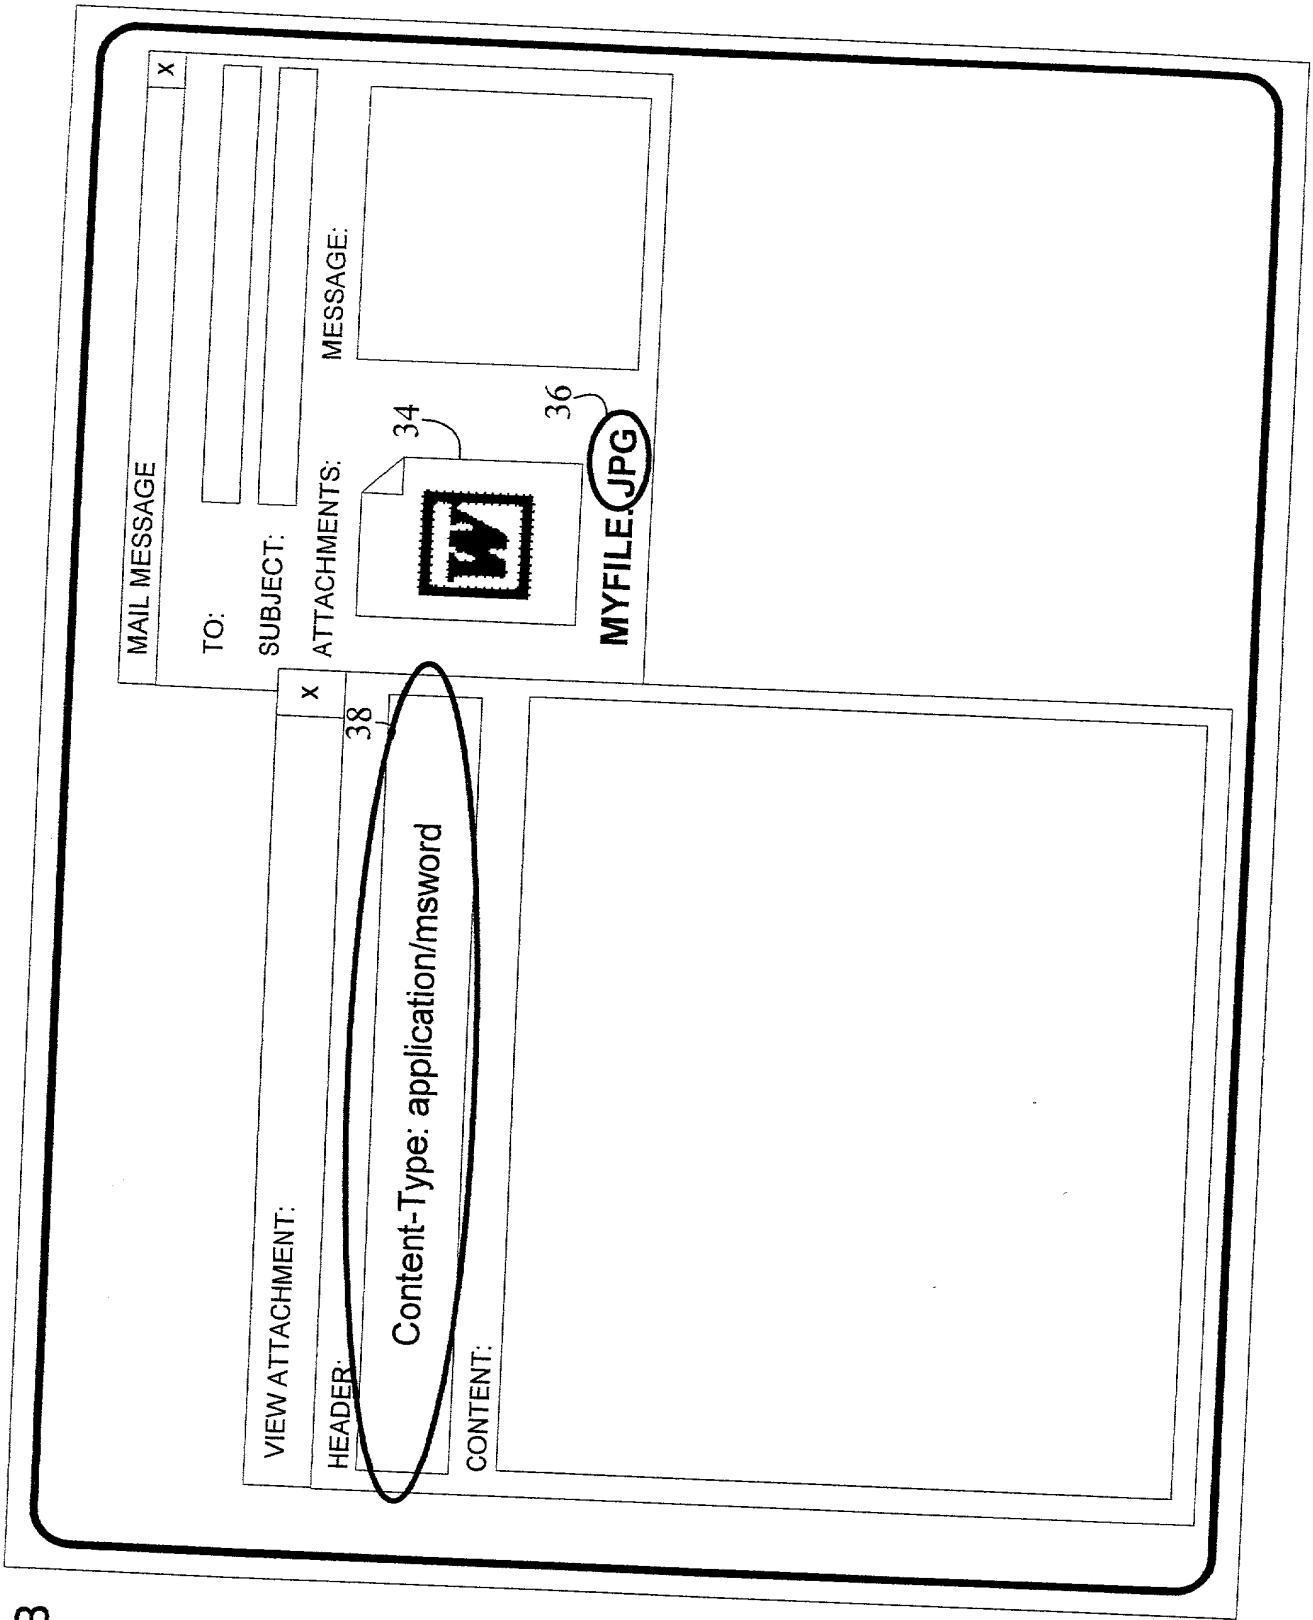 MAIL MESSAGE
X
TO:
SUBJECT:
ATTACHMENTS:
MESSAGE:
34
W
36
MYFILE.JPG
VIEW ATTACHMENT:
X
HEADER:
38
Content-Type: application/msword
CONTENT: